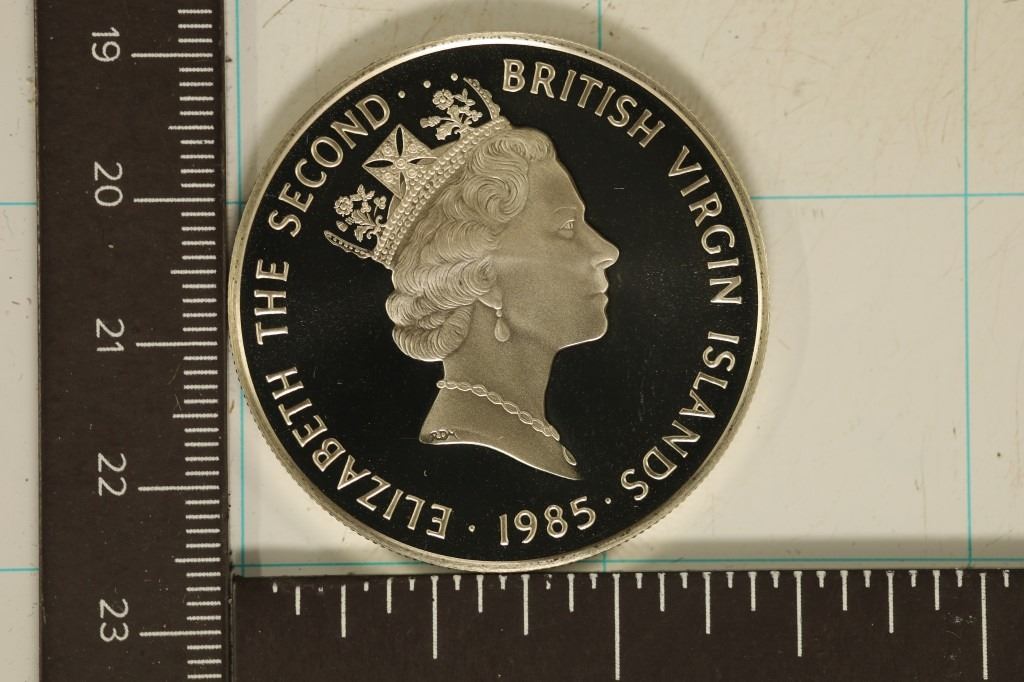 ELIZABETH THE SECOND · BRITISH VIRGIN ISLANDS · 1985 ·
RDM
19
20
21
22
23